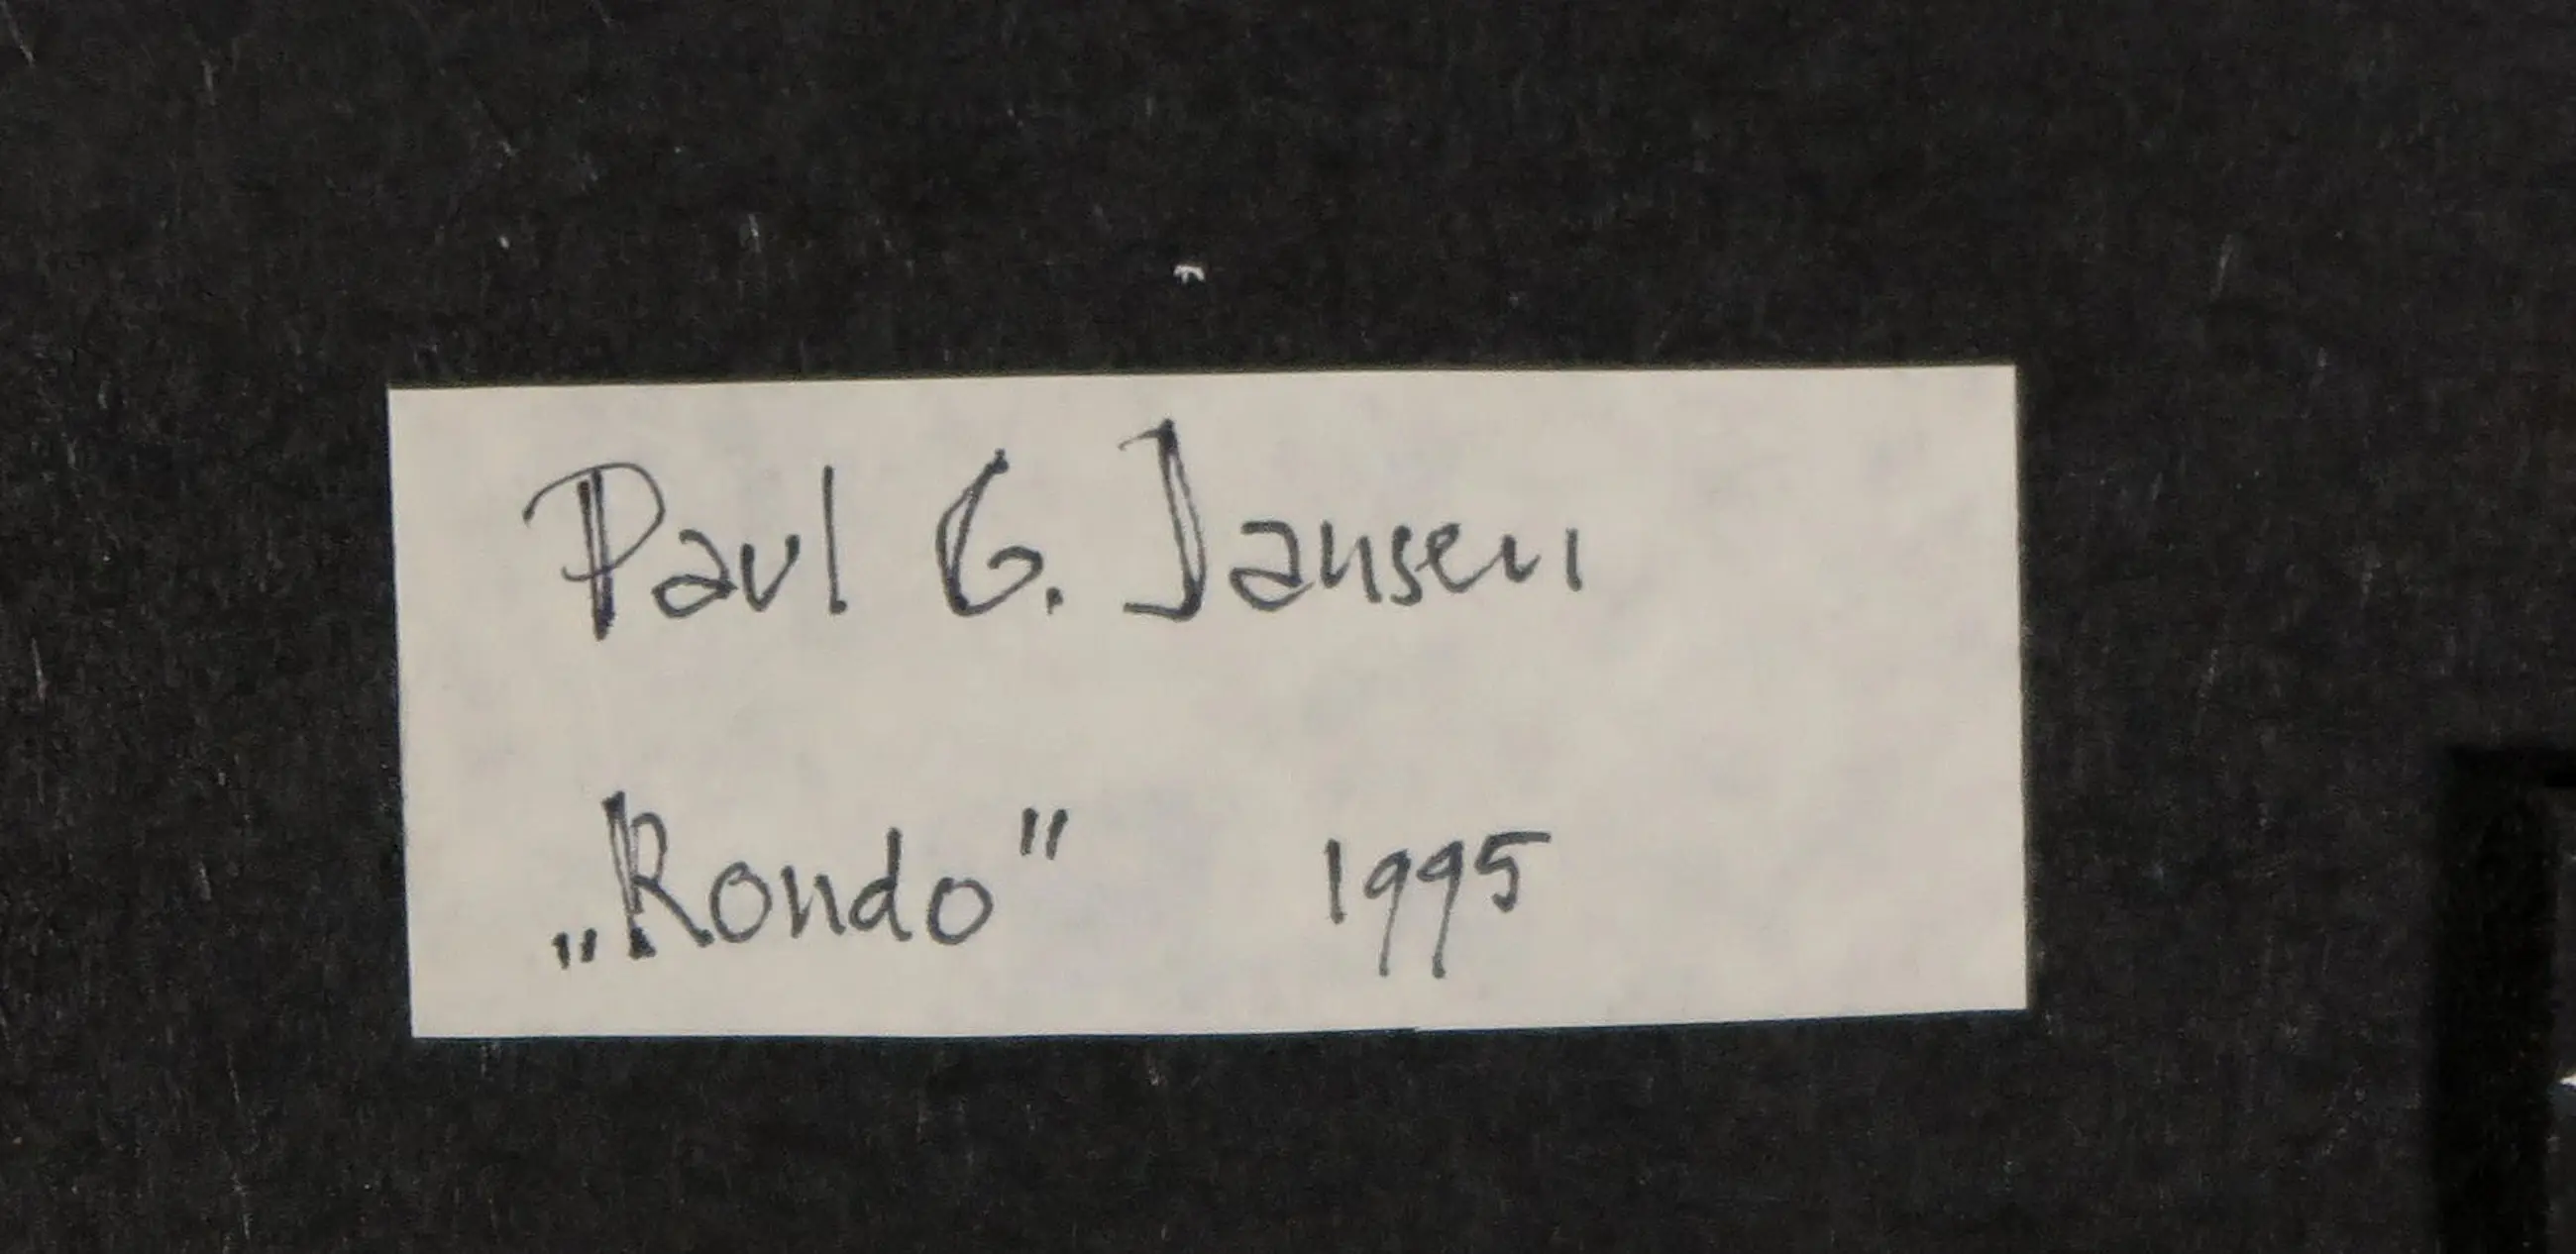 Paul G. Jansen
„Rondo" 1995